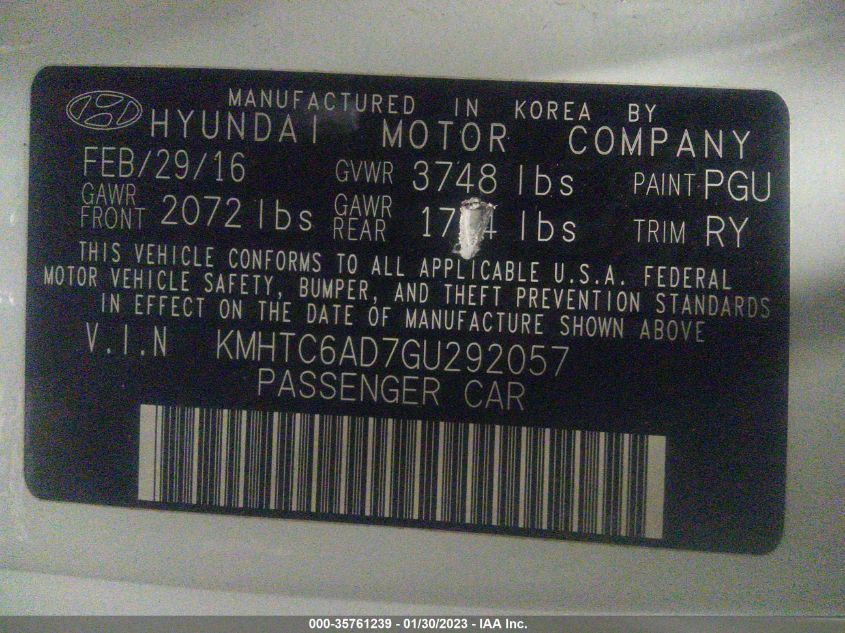 MANUFACTURED IN KOREA BY
HYUNDAI MOTOR COMPANY
FEB/29/16 GVWR 3748 lbs PAINT PGU
GAWR FRONT 2072 lbs GAWR REAR lbs TRIM RY
THIS VEHICLE CONFORMS TO ALL APPLICABLE U.S.A. FEDERAL
MOTOR VEHICLE SAFETY, BUMPER, AND THEFT PREVENTION STANDARDS
IN EFFECT ON THE DATE OF MANUFACTURE SHOWN ABOVE
V.I.N KMHTC6AD7GU292057
PASSENGER CAR
000-35761239 - 01/30/2023 - IAA Inc.